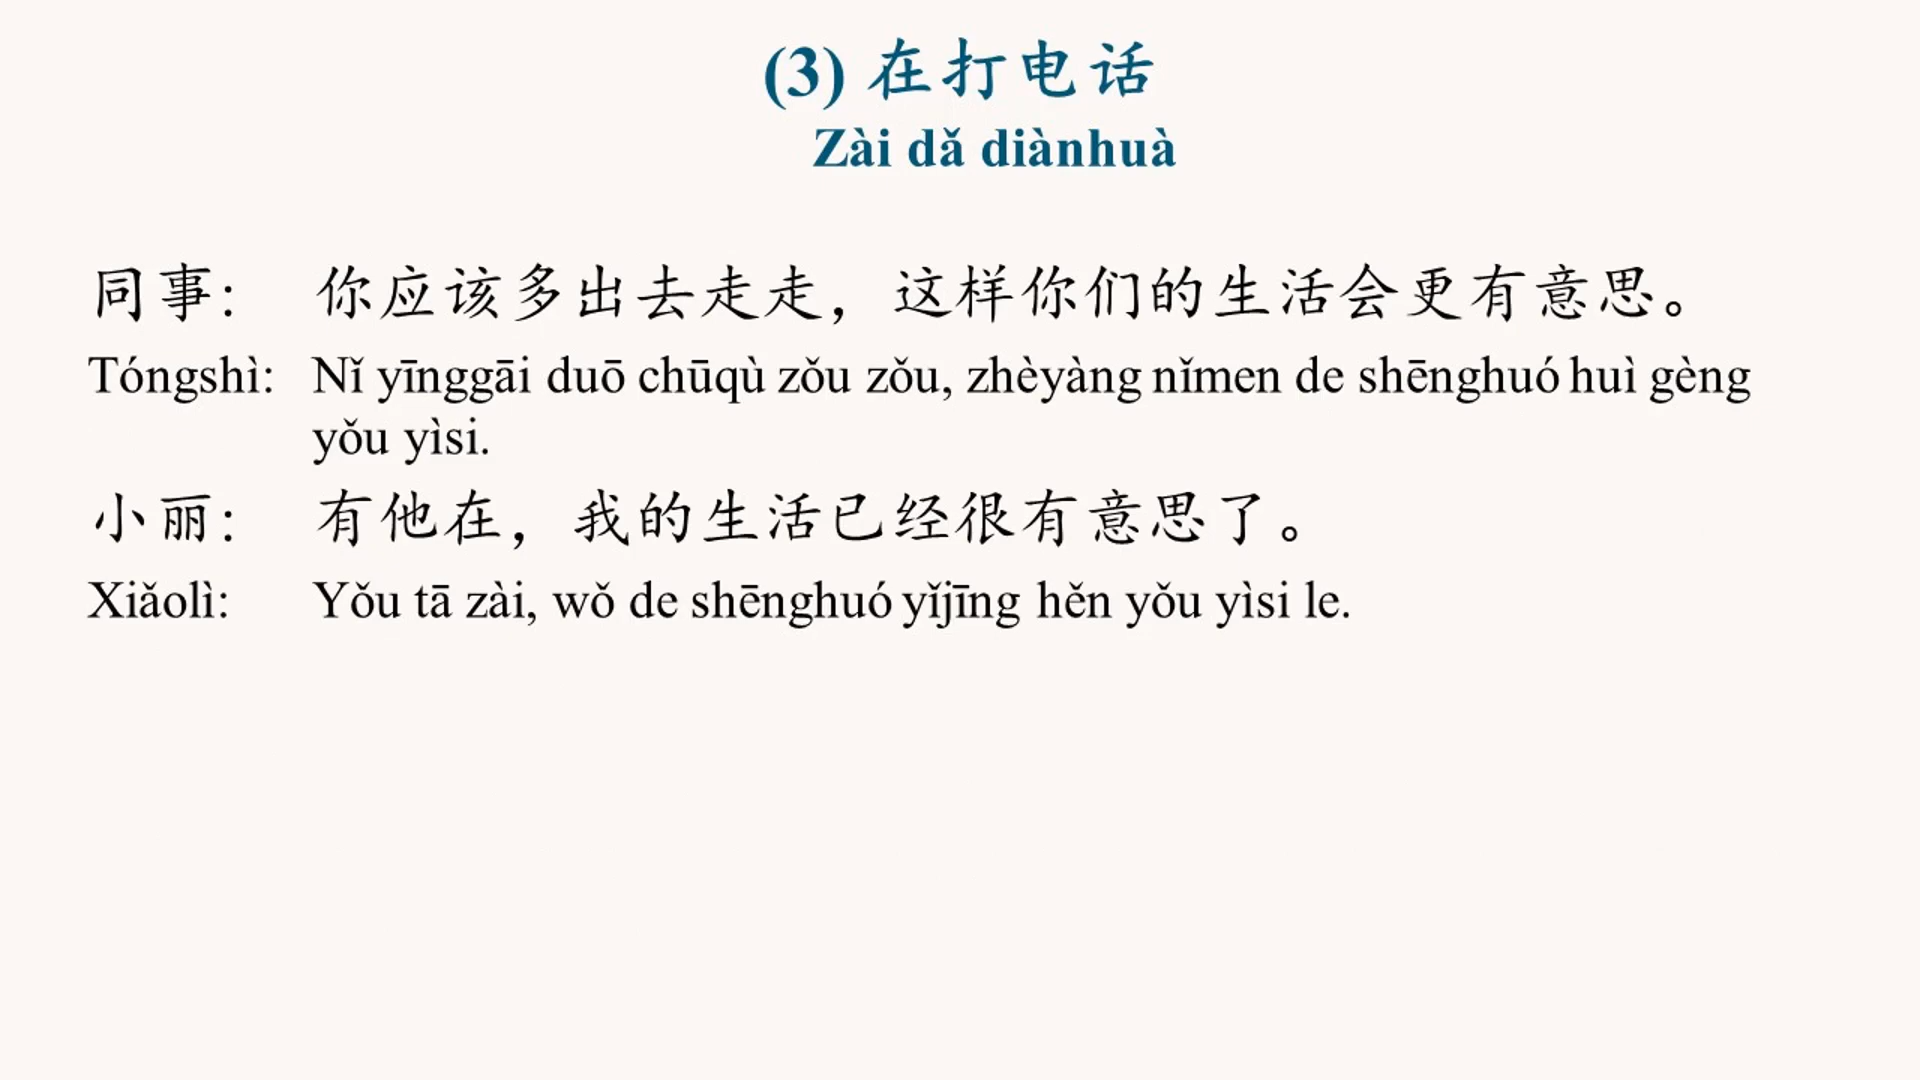 (3) 在打电话
Zài dǎ diànhuà
同事: 你应该多出去走走，这样你们的生活会更有意思。
Tóngshì: Nǐ yīnggāi duō chūqù zǒu zǒu, zhèyàng nǐmen de shēnghuó huì gèng
yǒu yìsi.
小丽: 有他在，我的生活已经很有意思了。
Xiǎolì: Yǒu tā zài, wǒ de shēnghuó yǐjīng hěn yǒu yìsi le.